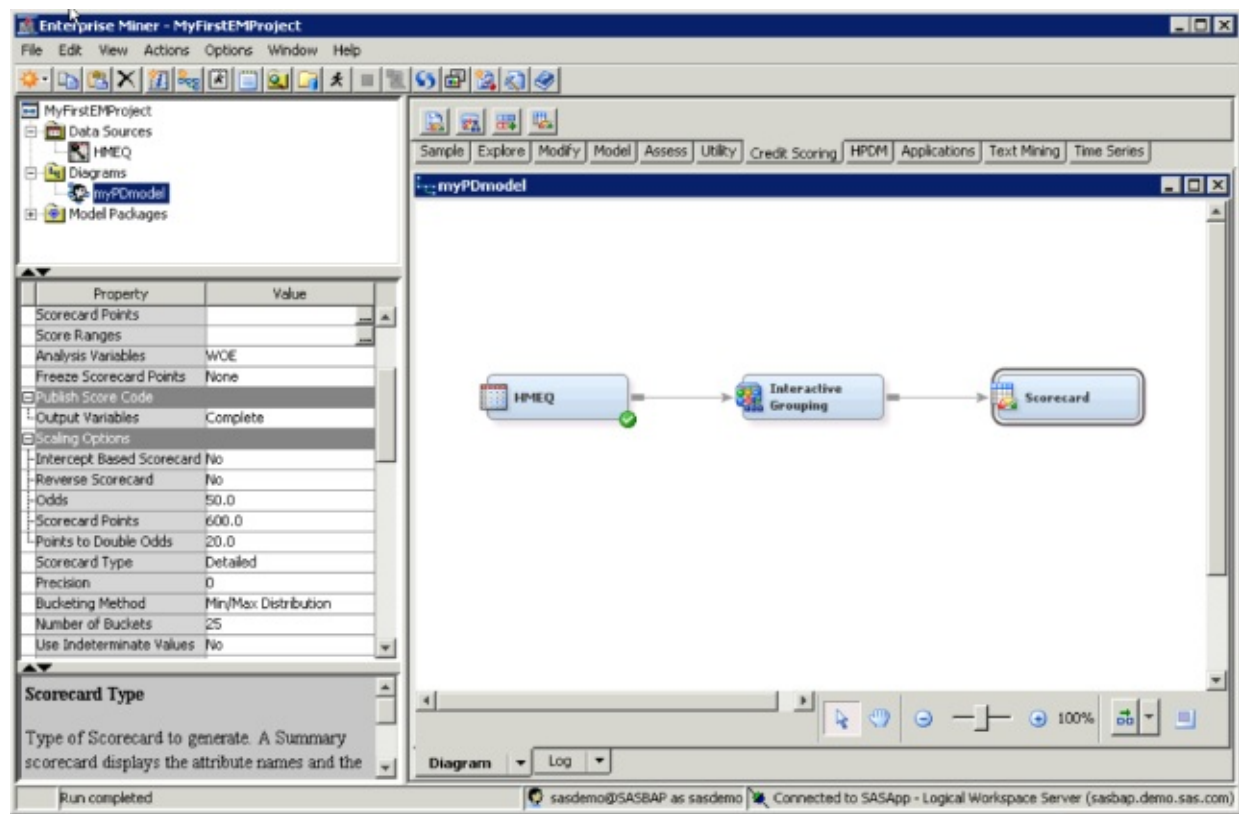 Enterprise Miner - MyFirstEMProject
File Edit View Actions Options Window Help
MyFirstEMProject
Data Sources
HMEQ
Diagrams
myPDmodel
Model Packages
Property Value
Scorecard Points ...
Score Ranges ...
Analysis Variables WOE
Freeze Scorecard Points None
Publish Score Code
Output Variables Complete
Scaling Options
Intercept Based Scorecard No
Reverse Scorecard No
Odds 50.0
Scorecard Points 600.0
Points to Double Odds 20.0
Scorecard Type Detailed
Precision 0
Bucketing Method Min/Max Distribution
Number of Buckets 25
Use Indeterminate Values No
Scorecard Type
Type of Scorecard to generate. A Summary
scorecard displays the attribute names and the
Sample Explore Modify Model Assess Utility Credit Scoring HPDM Applications Text Mining Time Series
myPDmodel
HMEQ
Interactive
Grouping
Scorecard
100%
Diagram Log
Run completed
sasdemo@SASBAP as sasdemo Connected to SASApp - Logical Workspace Server (sasbap.demo.sas.com)